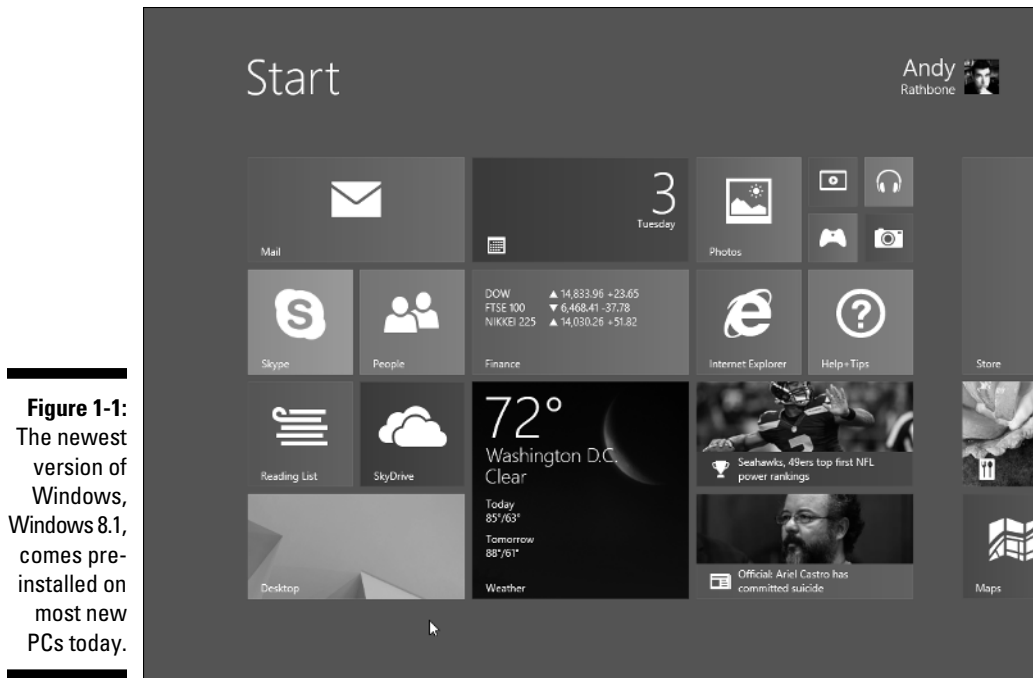 Start
Andy
Rathbone
Mail
3
Tuesday
Photos
Skype
People
DOW ▲ 14,833.96 +23.65
FTSE 100 ▼ 6,468.41 -37.78
NIKKEI 225 ▲ 14,030.26 +51.82
Finance
Internet Explorer
Help+Tips
Store
Reading List
SkyDrive
72°
Washington D.C.
Clear
Today
85°/63°
Tomorrow
88°/61°
Weather
Seahawks, 49ers top first NFL
power rankings
Desktop
Official: Ariel Castro has
committed suicide
Maps
Figure 1-1:
The newest
version of
Windows,
Windows 8.1,
comes pre-
installed on
most new
PCs today.